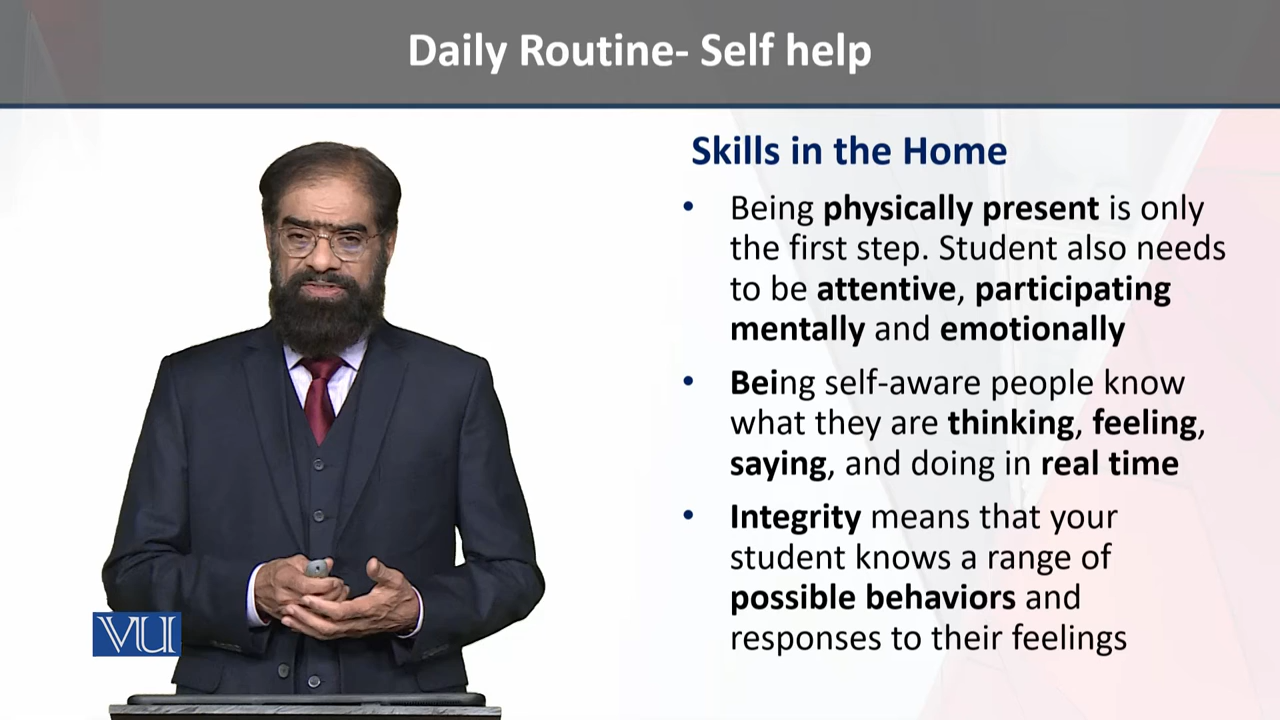 Daily Routine- Self help
Skills in the Home
• Being physically present is only
the first step. Student also needs
to be attentive, participating
mentally and emotionally
• Being self-aware people know
what they are thinking, feeling,
saying, and doing in real time
• Integrity means that your
student knows a range of
possible behaviors and
responses to their feelings
VU